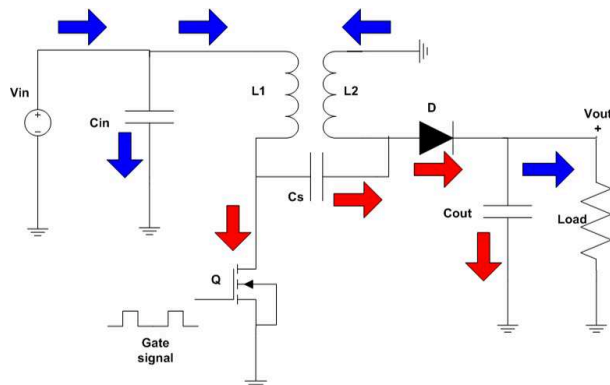 Vin
+
−
Cin
L1
L2
D
Vout
+
Cs
Cout
Load
Q
Gate
signal